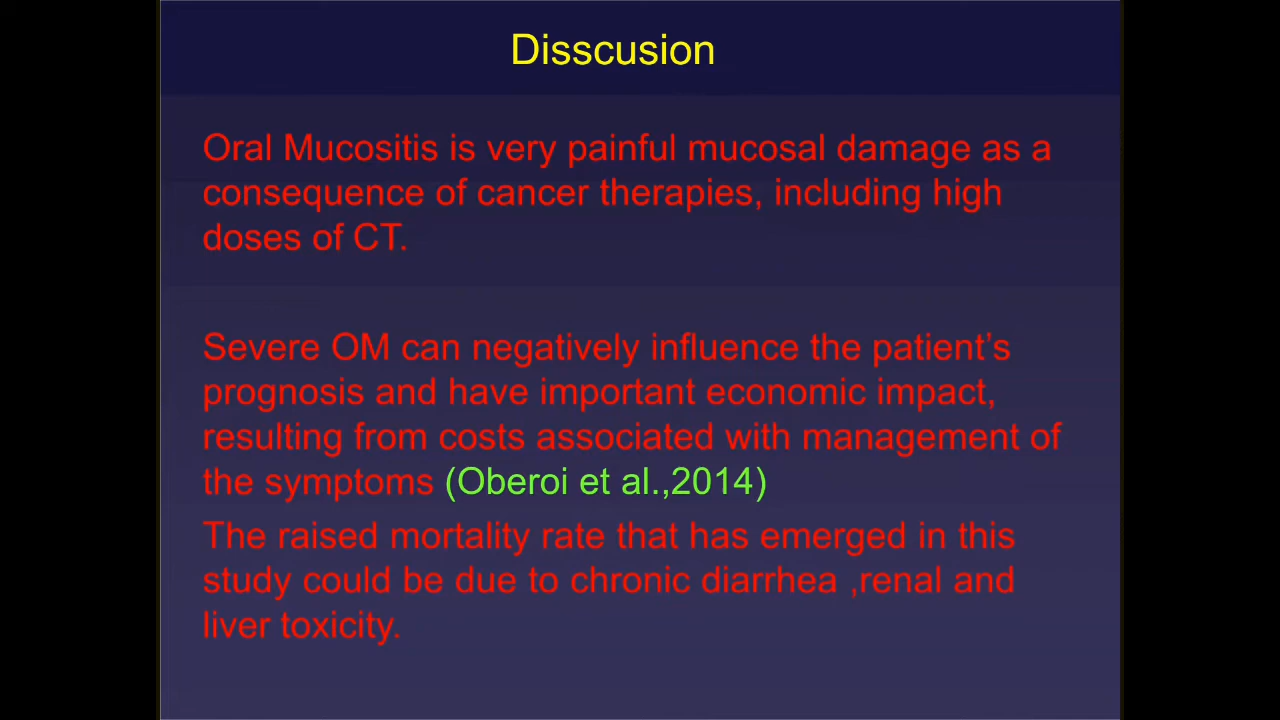 Disscusion
Oral Mucositis is very painful mucosal damage as a
consequence of cancer therapies, including high
doses of CT.
Severe OM can negatively influence the patient’s
prognosis and have important economic impact,
resulting from costs associated with management of
the symptoms (Oberoi et al.,2014)
The raised mortality rate that has emerged in this
study could be due to chronic diarrhea ,renal and
liver toxicity.